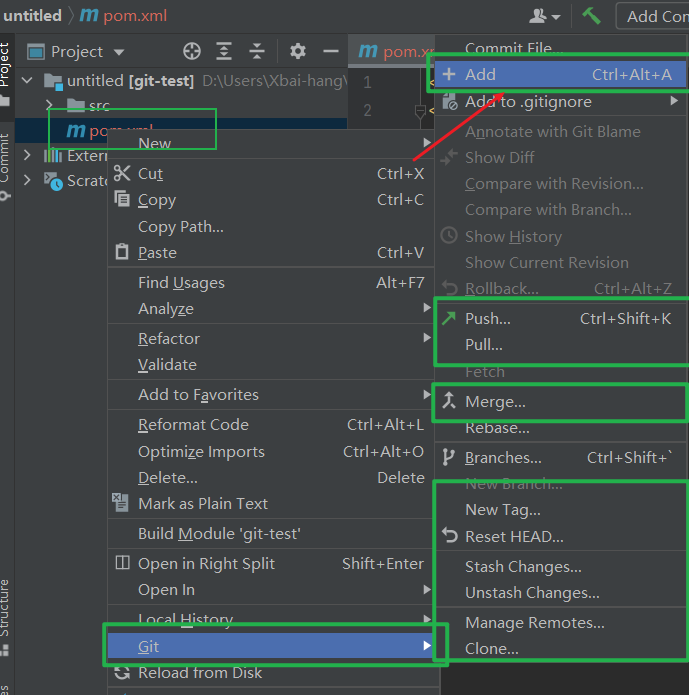 untitled pom.xml
Add Con
Project
Project
pom.x
untitled [git-test] D:\Users\Xbai-hang\
src
pom.xml
Extern
Scratc
Commit
Structure
1
2
New
Cut Ctrl+X
Copy Ctrl+C
Copy Path...
Paste Ctrl+V
Find Usages Alt+F7
Analyze
Refactor
Validate
Add to Favorites
Reformat Code Ctrl+Alt+L
Optimize Imports Ctrl+Alt+O
Delete... Delete
Mark as Plain Text
Build Module 'git-test'
Open in Right Split Shift+Enter
Open In
Local History
Git
Reload from Disk
Commit File...
Add Ctrl+Alt+A
Add to .gitignore
Annotate with Git Blame
Show Diff
Compare with Revision...
Compare with Branch...
Show History
Show Current Revision
Rollback... Ctrl+Alt+Z
Push... Ctrl+Shift+K
Pull...
Fetch
Merge...
Rebase...
Branches... Ctrl+Shift+`
New Branch...
New Tag...
Reset HEAD...
Stash Changes...
Unstash Changes...
Manage Remotes...
Clone...